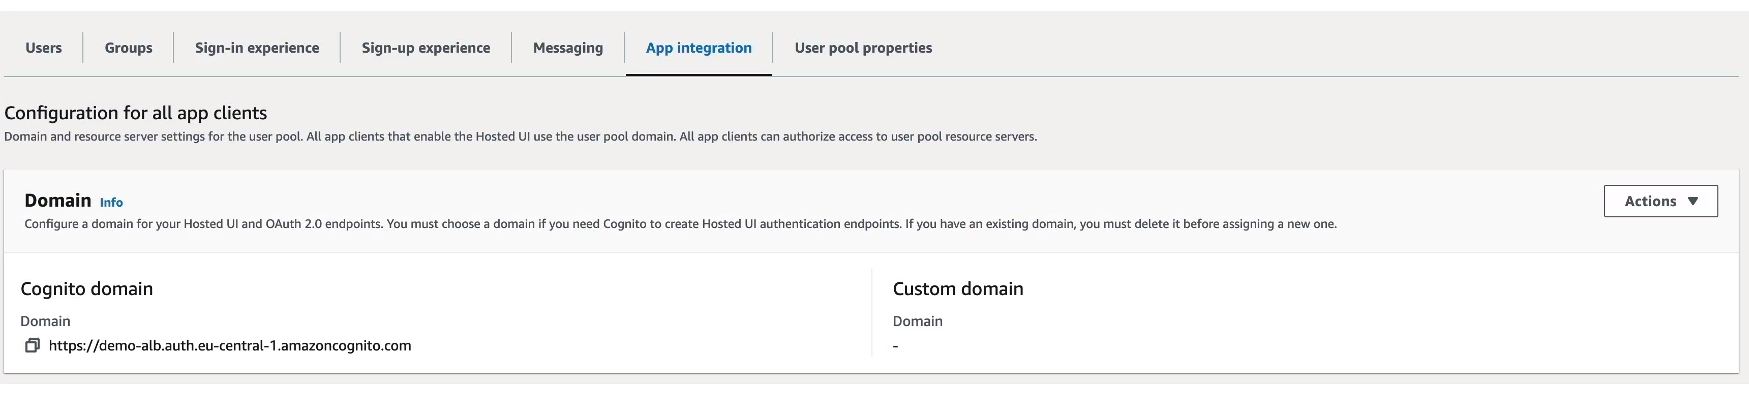 Users Groups Sign-in experience Sign-up experience Messaging App integration User pool properties
Configuration for all app clients
Domain and resource server settings for the user pool. All app clients that enable the Hosted UI use the user pool domain. All app clients can authorize access to user pool resource servers.
Domain Info
Actions ▼
Configure a domain for your Hosted UI and OAuth 2.0 endpoints. You must choose a domain if you need Cognito to create Hosted UI authentication endpoints. If you have an existing domain, you must delete it before assigning a new one.
Cognito domain
Domain
https://demo-alb.auth.eu-central-1.amazoncognito.com
Custom domain
Domain
-